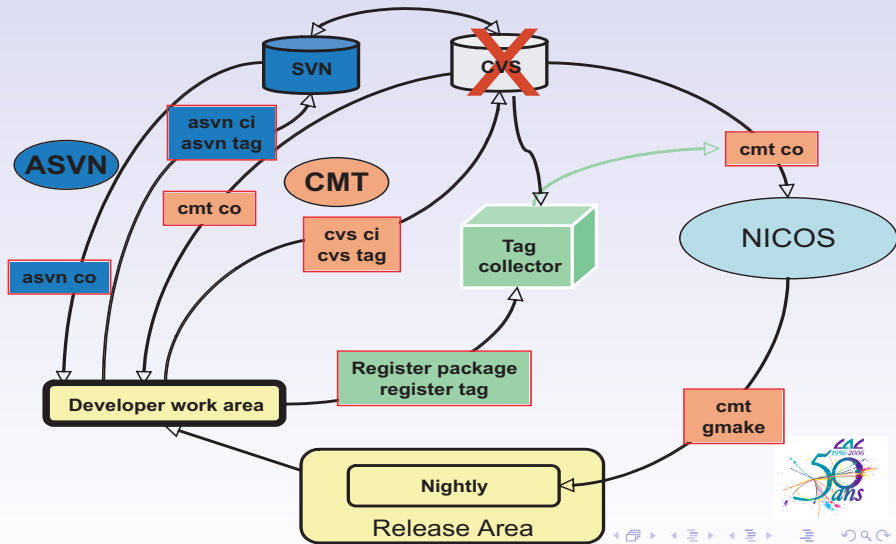 SVN
CVS
asvn ci
asvn tag
ASVN
CMT
cmt co
cmt co
cvs ci
cvs tag
Tag
collector
NICOS
asvn co
Register package
register tag
Developer work area
cmt
gmake
Nightly
Release Area
LAL
1956-2006
50
ans